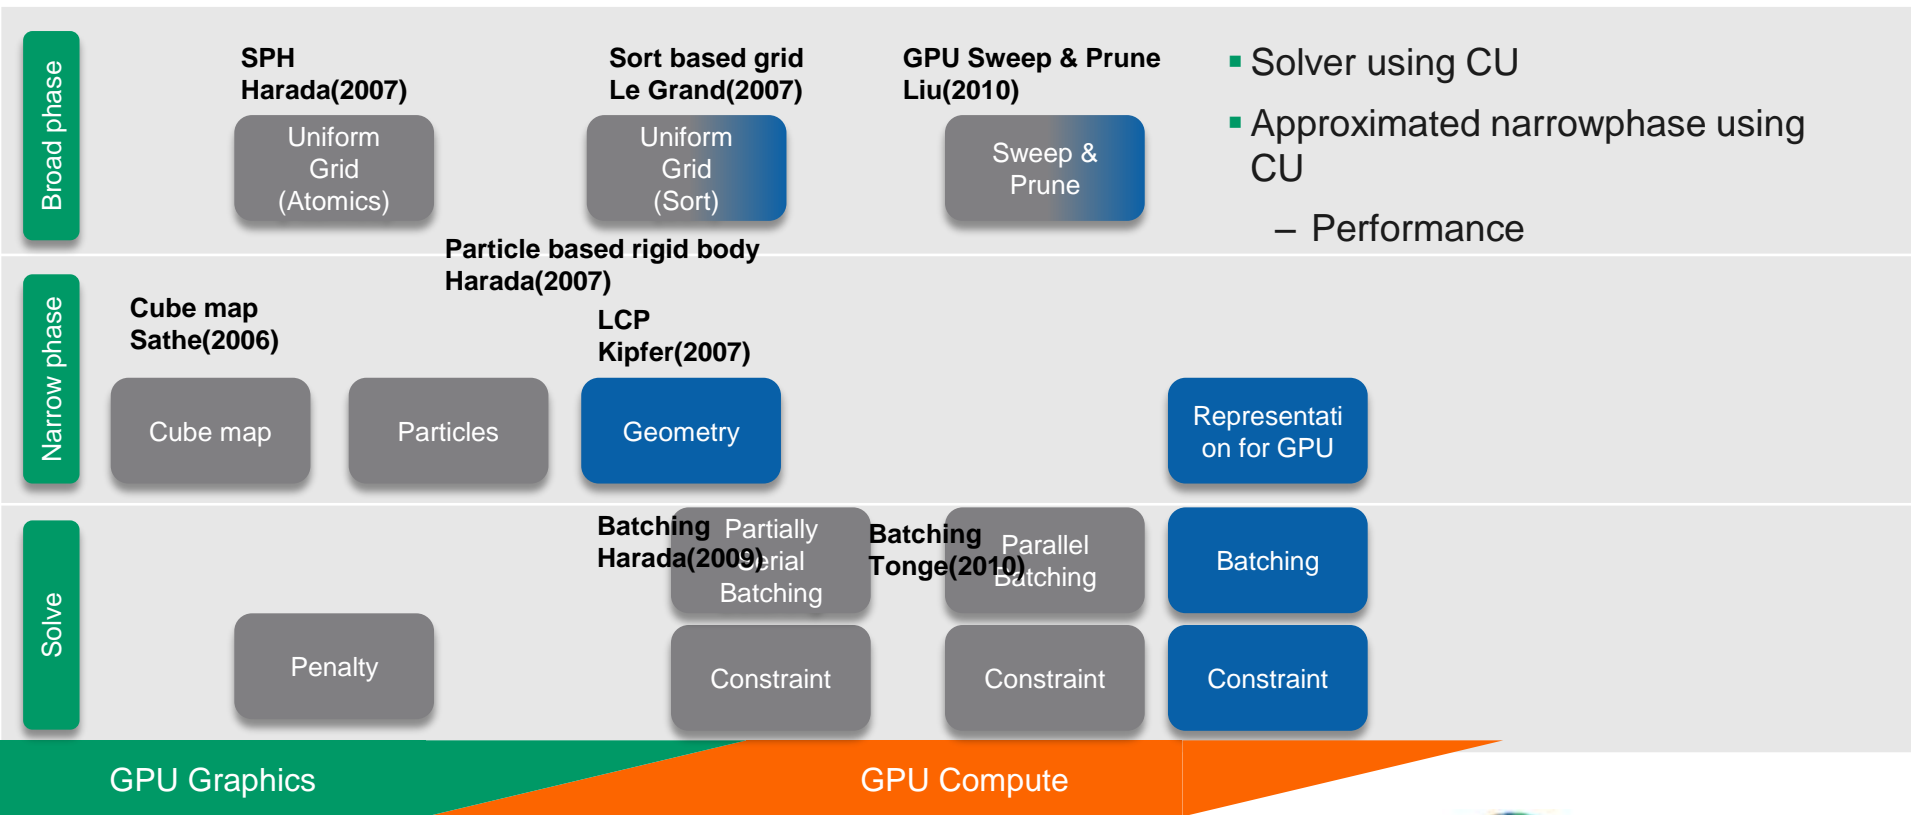 Broad phase
SPH
Harada(2007)
Uniform
Grid
(Atomics)
Sort based grid
Le Grand(2007)
Uniform
Grid
(Sort)
GPU Sweep & Prune
Liu(2010)
Sweep &
Prune
▪ Solver using CU
▪ Approximated narrowphase using
CU
– Performance
Narrow phase
Particle based rigid body
Harada(2007)
Cube map
Sathe(2006)
LCP
Kipfer(2007)
Cube map
Particles
Geometry
Representati
on for GPU
Solve
Batching
Harada(2009)
Partially
Serial
Batching
Batching
Tonge(2010)
Parallel
Batching
Batching
Penalty
Constraint
Constraint
Constraint
GPU Graphics
GPU Compute